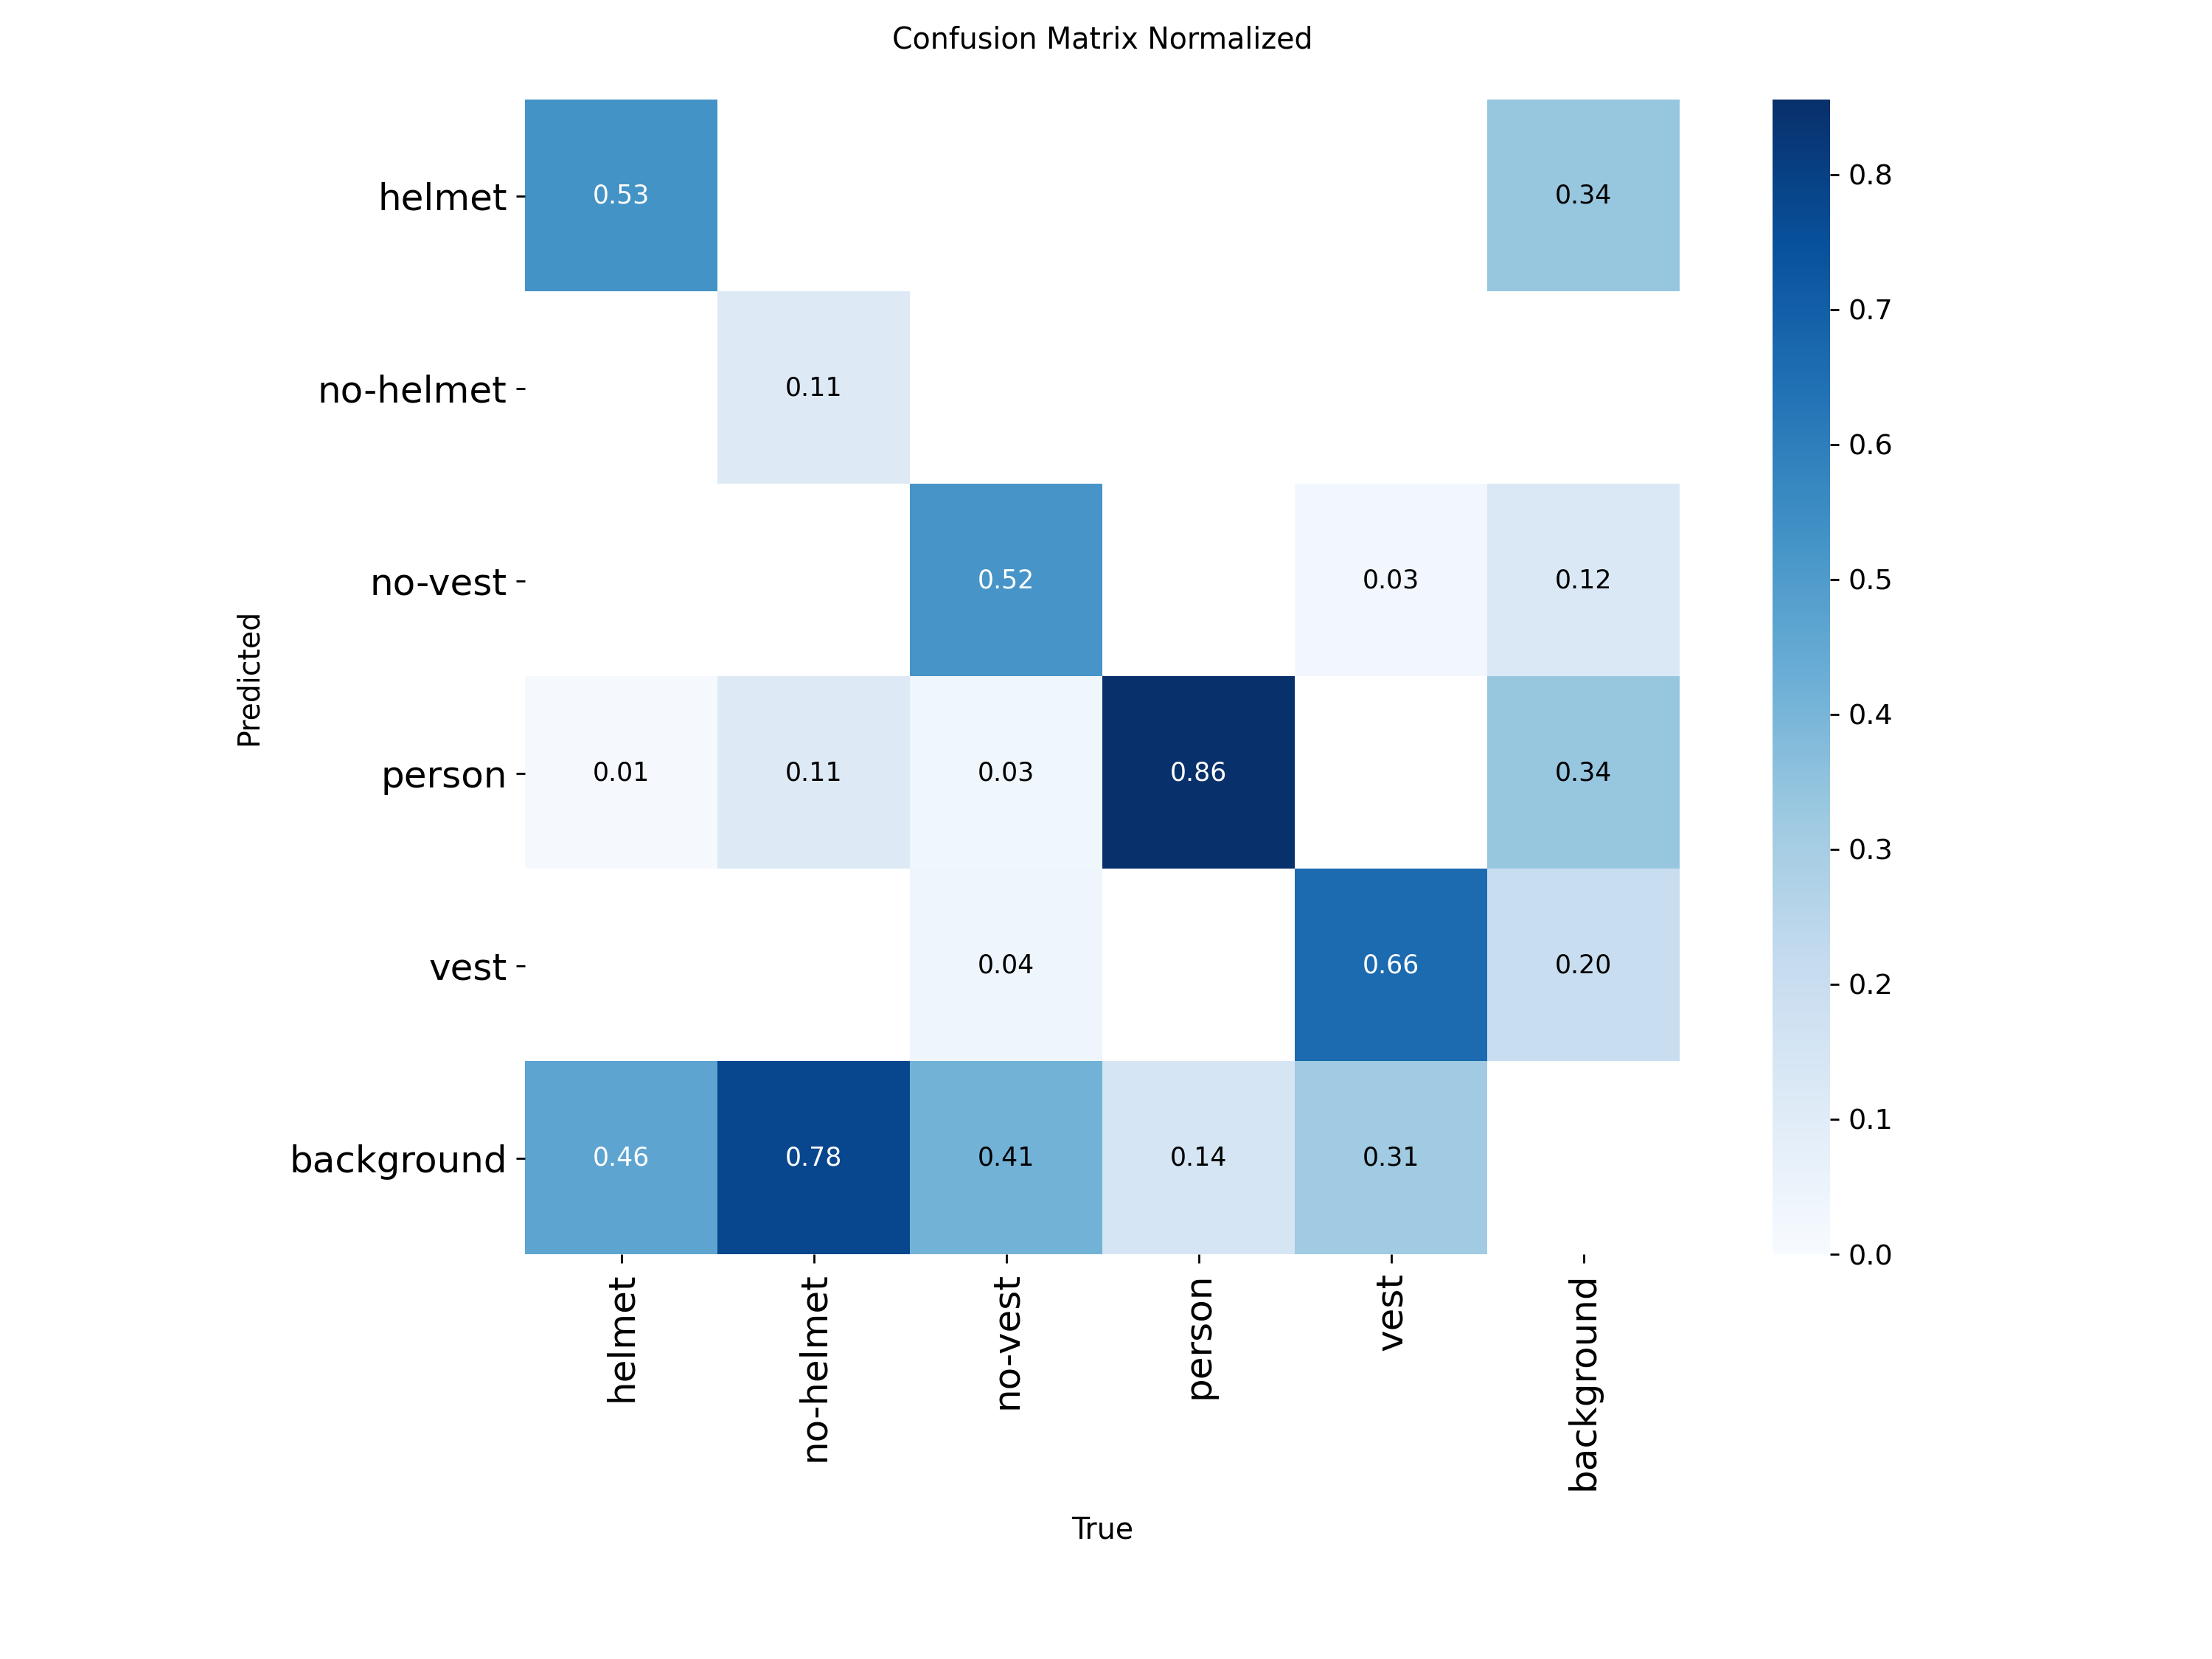 Confusion Matrix Normalized
helmet
0.53
0.34
0.8
0.7
no-helmet
0.11
0.6
no-vest
0.52
0.03
0.12
0.5
Predicted
0.4
person
0.01
0.11
0.03
0.86
0.34
0.3
vest
0.04
0.66
0.20
0.2
background
0.46
0.78
0.41
0.14
0.31
0.1
0.0
helmet
no-helmet
no-vest
person
vest
background
True